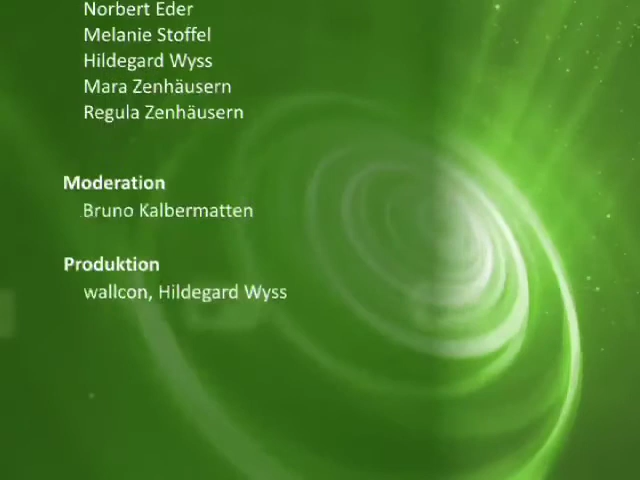 Norbert Eder
Melanie Stoffel
Hildegard Wyss
Mara Zenhäusern
Regula Zenhäusern
Moderation
Bruno Kalbermatten
Produktion
wallcon, Hildegard Wyss